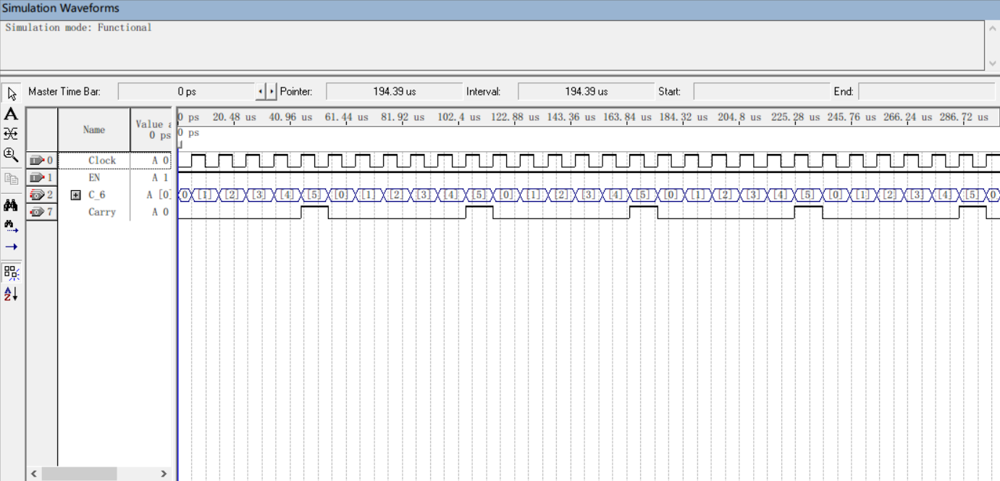 Simulation Waveforms
Simulation mode: Functional
Master Time Bar: 0 ps Pointer: 194.39 us Interval: 194.39 us Start: End:
Name Value a 0 ps
0 ps 20.48 us 40.96 us 61.44 us 81.92 us 102.4 us 122.88 us 143.36 us 163.84 us 184.32 us 204.8 us 225.28 us 245.76 us 266.24 us 286.72 us
0 ps
0 Clock A 0
1 EN A 1
2 C_6 A [0] 0 [1] [2] [3] [4] [5] [0] [1] [2] [3] [4] [5] [0] [1] [2] [3] [4] [5] [0] [1] [2] [3] [4] [5] [0] [1] [2] [3] [4] [5] 0
7 Carry A 0
A
A
Z